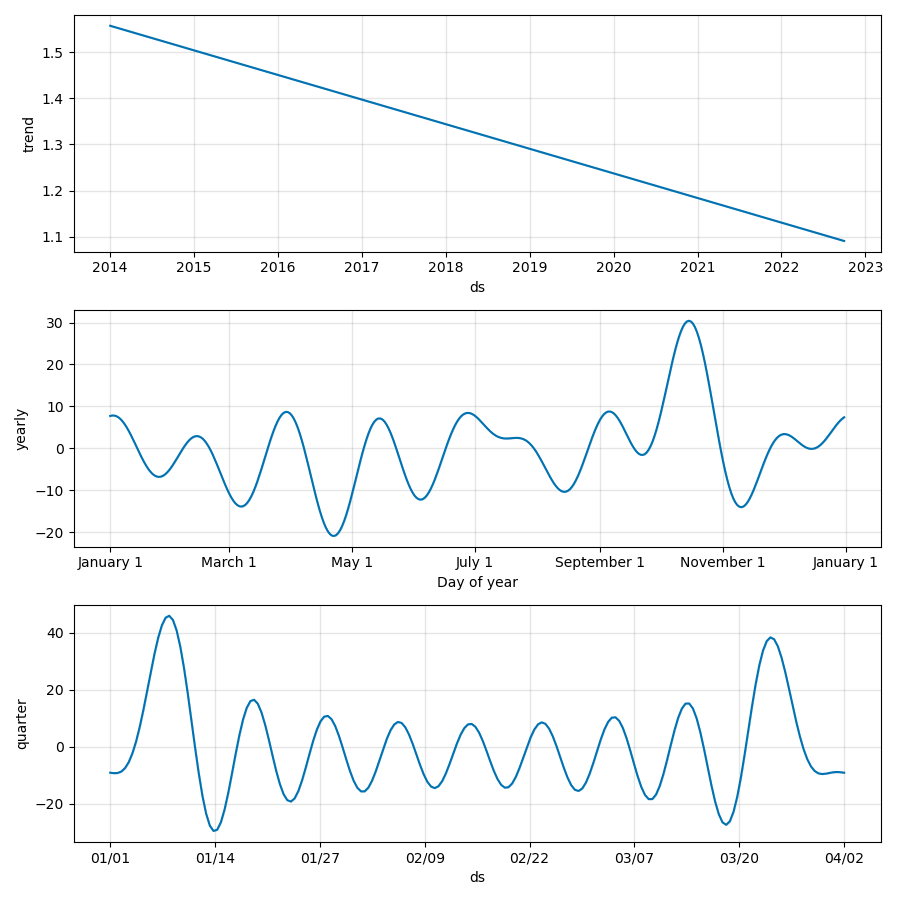 trend
1.5
1.4
1.3
1.2
1.1
2014 2015 2016 2017 2018 2019 2020 2021 2022 2023
ds
yearly
30
20
10
0
−10
−20
January 1 March 1 May 1 July 1 September 1 November 1 January 1
Day of year
quarter
40
20
0
−20
01/01 01/14 01/27 02/09 02/22 03/07 03/20 04/02
ds